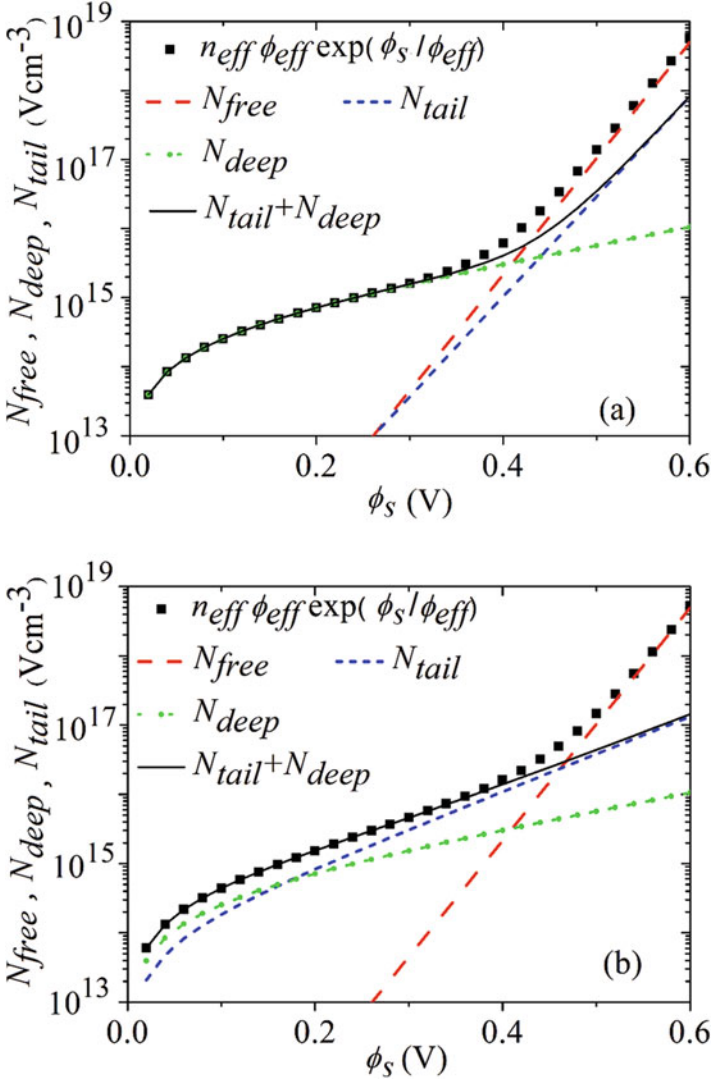 N_free , N_deep , N_tail (Vcm^-3)
10^19
10^17
10^15
10^13
n_eff ϕ_eff exp(ϕ_s/ϕ_eff)
N_free N_tail
N_deep
N_tail+N_deep
(a)
0.0 0.2 0.4 0.6
ϕ_s (V)
N_free , N_deep , N_tail (Vcm^-3)
10^19
10^17
10^15
10^13
n_eff ϕ_eff exp(ϕ_s/ϕ_eff)
N_free N_tail
N_deep
N_tail+N_deep
(b)
0.0 0.2 0.4 0.6
ϕ_s (V)